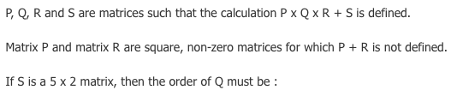 P, Q, R and S are matrices such that the calculation P x Q x R + S is defined.
Matrix P and matrix R are square, non-zero matrices for which P + R is not defined.
If S is a 5 x 2 matrix, then the order of Q must be :